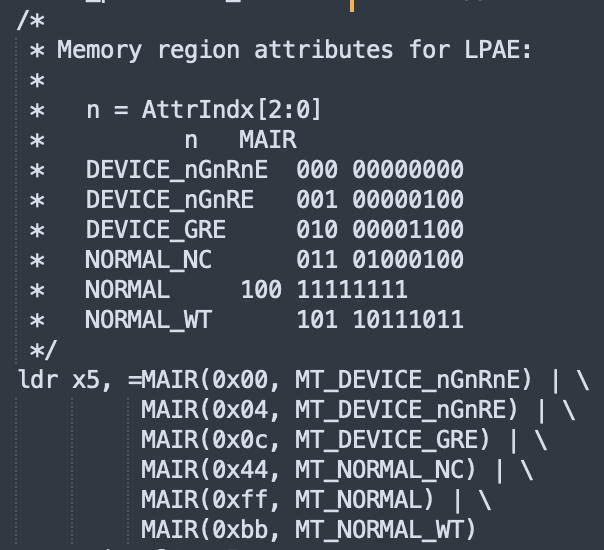 /*
 * Memory region attributes for LPAE:
 *
 *   n = AttrIndx[2:0]
 *          n   MAIR
 *   DEVICE_nGnRnE  000 00000000
 *   DEVICE_nGnRE   001 00000100
 *   DEVICE_GRE     010 00001100
 *   NORMAL_NC      011 01000100
 *   NORMAL     100 11111111
 *   NORMAL_WT      101 10111011
 */
ldr x5, =MAIR(0x00, MT_DEVICE_nGnRnE) | \
         MAIR(0x04, MT_DEVICE_nGnRE) | \
         MAIR(0x0c, MT_DEVICE_GRE) | \
         MAIR(0x44, MT_NORMAL_NC) | \
         MAIR(0xff, MT_NORMAL) | \
         MAIR(0xbb, MT_NORMAL_WT)